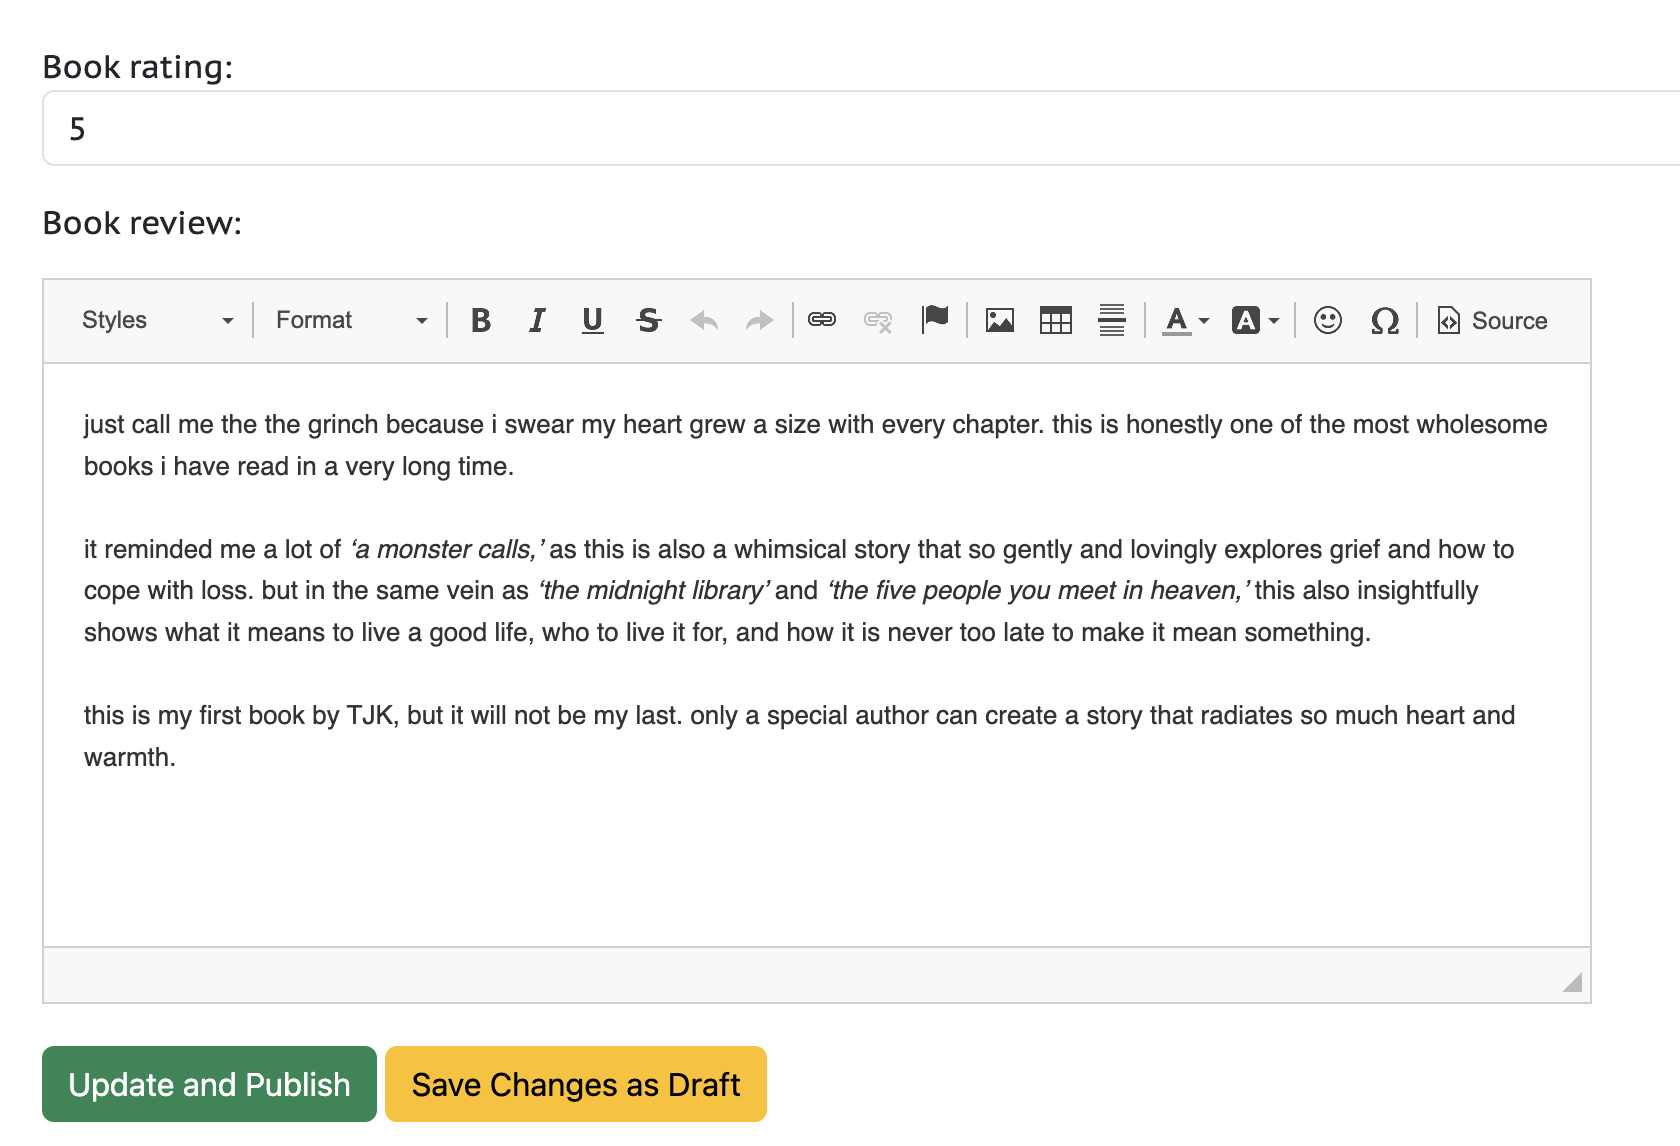 Book rating:
5
Book review:
Styles Format B I U S A A Ω Source
just call me the the grinch because i swear my heart grew a size with every chapter. this is honestly one of the most wholesome
books i have read in a very long time.
it reminded me a lot of ‘a monster calls,’ as this is also a whimsical story that so gently and lovingly explores grief and how to
cope with loss. but in the same vein as ‘the midnight library’ and ‘the five people you meet in heaven,’ this also insightfully
shows what it means to live a good life, who to live it for, and how it is never too late to make it mean something.
this is my first book by TJK, but it will not be my last. only a special author can create a story that radiates so much heart and
warmth.
Update and Publish Save Changes as Draft